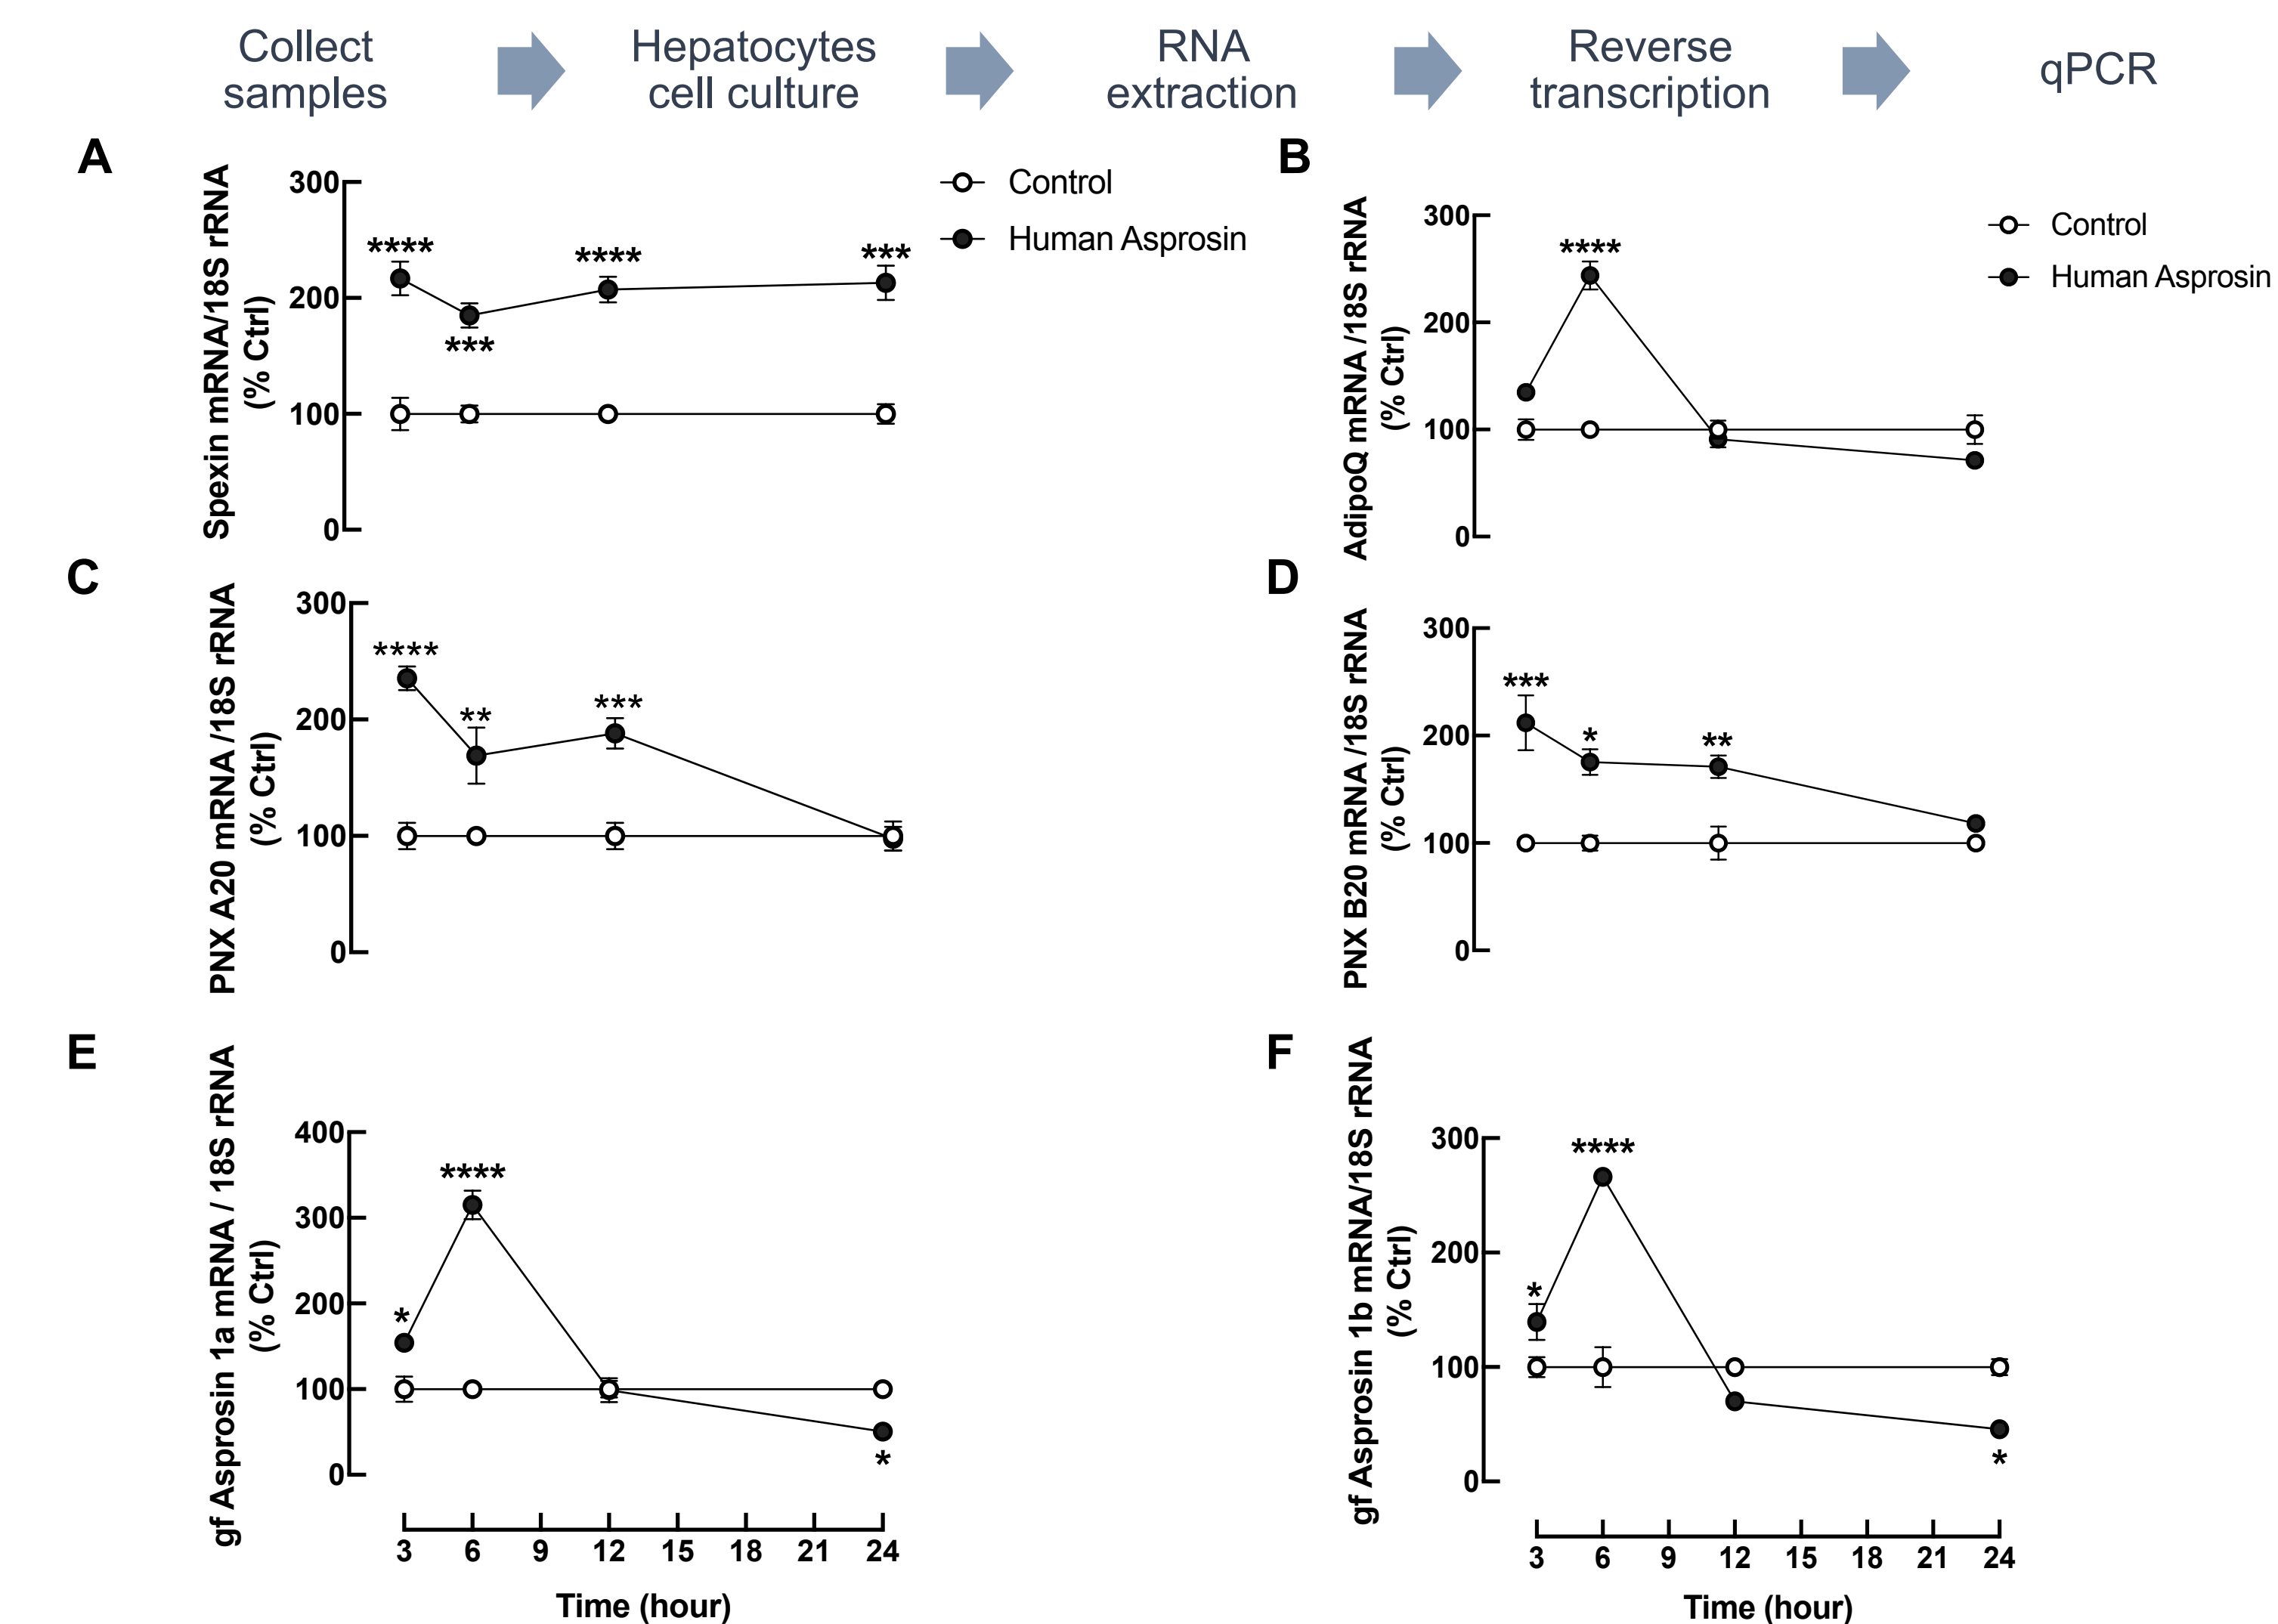 Collect
samples
Hepatocytes
cell culture
RNA
extraction
Reverse
transcription
qPCR
A
Spexin mRNA/18S rRNA
(% Ctrl)
300
200
100
0
****
***
****
***
Control
Human Asprosin
B
AdipoQ mRNA /18S rRNA
(% Ctrl)
300
200
100
0
****
Control
Human Asprosin
C
PNX A20 mRNA /18S rRNA
(% Ctrl)
300
200
100
0
****
**
***
D
PNX B20 mRNA /18S rRNA
(% Ctrl)
300
200
100
0
***
*
**
E
gf Asprosin 1a mRNA / 18S rRNA
(% Ctrl)
400
300
200
100
0
*
****
*
3 6 9 12 15 18 21 24
Time (hour)
F
gf Asprosin 1b mRNA/18S rRNA
(% Ctrl)
300
200
100
0
*
****
*
3 6 9 12 15 18 21 24
Time (hour)